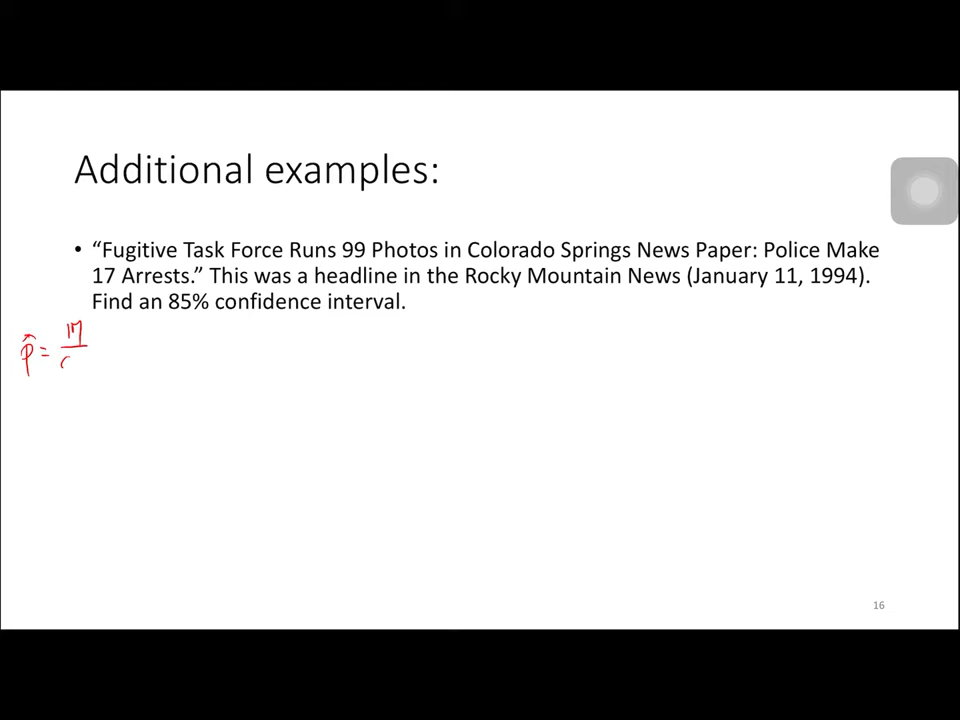 Additional examples:
• “Fugitive Task Force Runs 99 Photos in Colorado Springs News Paper: Police Make
17 Arrests.” This was a headline in the Rocky Mountain News (January 11, 1994).
Find an 85% confidence interval.
p̂ = 17
16